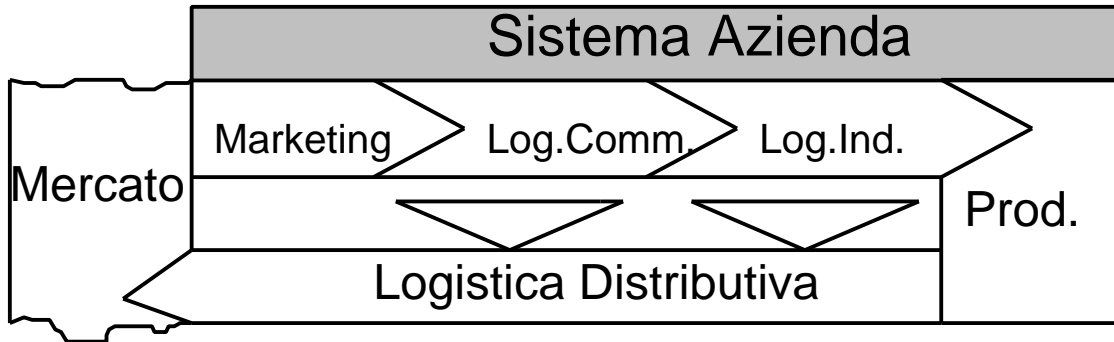 Sistema Azienda
Marketing
Log.Comm.
Log.Ind.
Mercato
Prod.
Logistica Distributiva